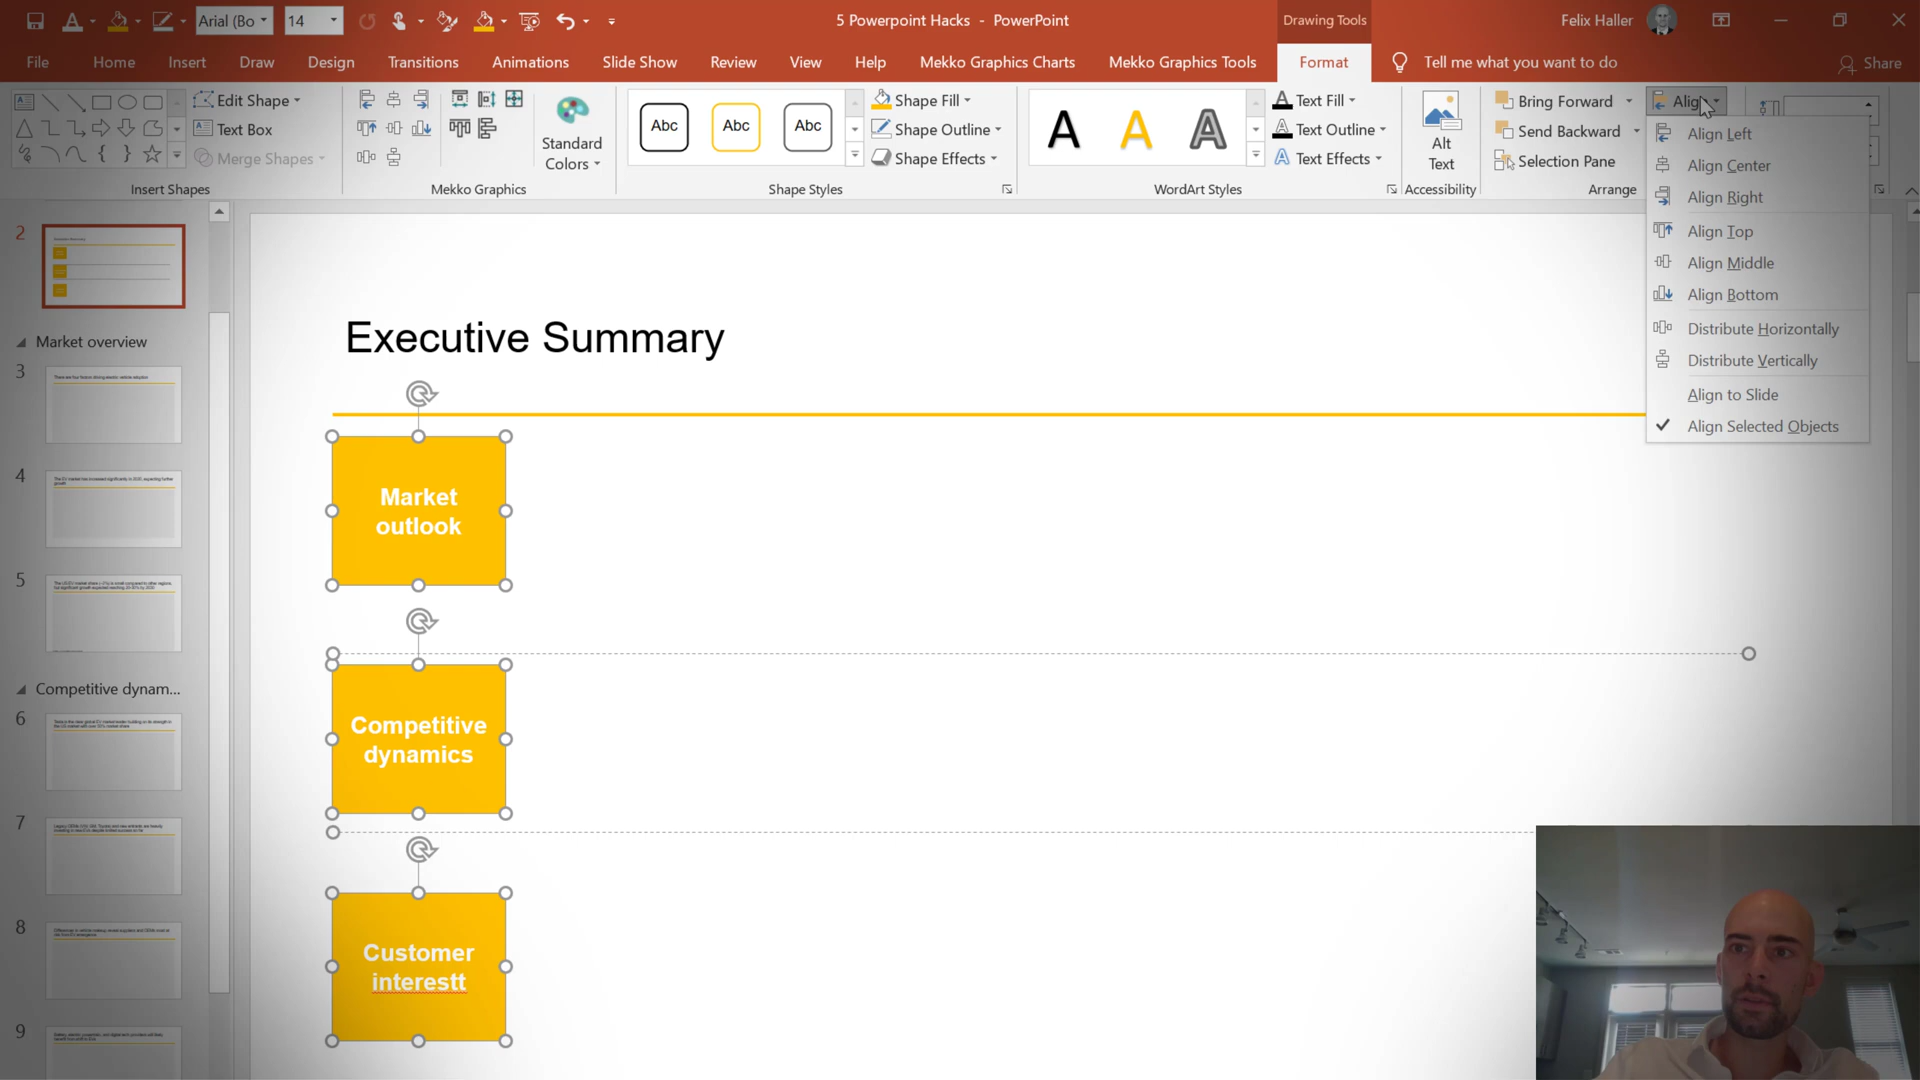 Arial (Bo
14
5 Powerpoint Hacks - PowerPoint
Drawing Tools
Felix Haller
File
Home
Insert
Draw
Design
Transitions
Animations
Slide Show
Review
View
Help
Mekko Graphics Charts
Mekko Graphics Tools
Format
Tell me what you want to do
Share
Edit Shape
Text Box
Merge Shapes
Insert Shapes
Mekko Graphics
Standard
Colors
Abc
Abc
Abc
Shape Fill
Shape Outline
Shape Effects
Shape Styles
A
A
A
Text Fill
Text Outline
Text Effects
WordArt Styles
Alt
Text
Accessibility
Bring Forward
Send Backward
Selection Pane
Arrange
Align
Align Left
Align Center
Align Right
Align Top
Align Middle
Align Bottom
Distribute Horizontally
Distribute Vertically
Align to Slide
Align Selected Objects
2
Market overview
3
4
5
Competitive dynam...
6
7
8
9
Executive Summary
Market
outlook
Competitive
dynamics
Customer
interestt